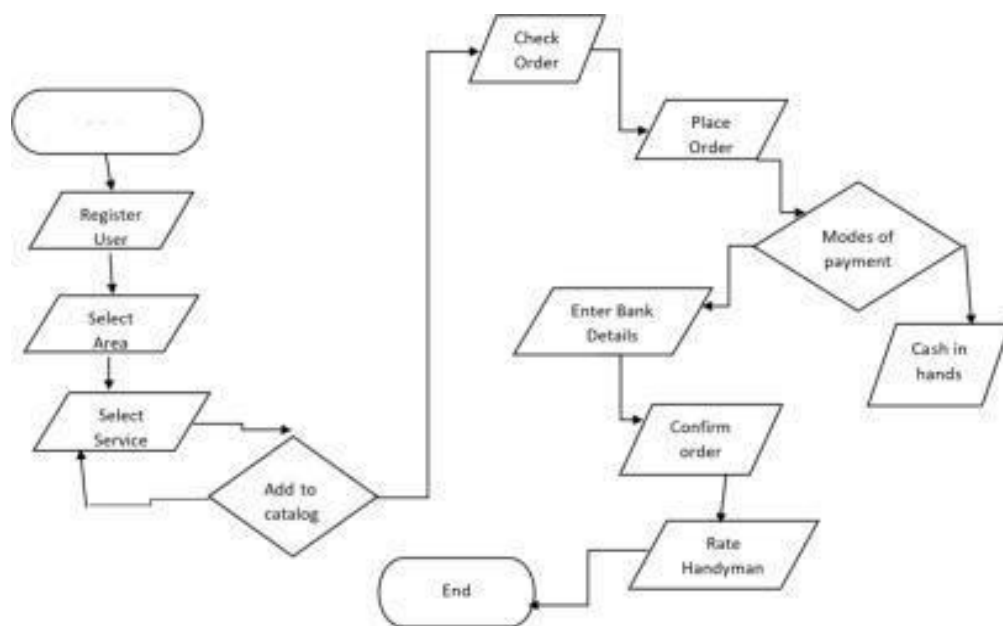 Register
User
Select
Area
Select
Service
Add to
catalog
Check
Order
Place
Order
Modes of
payment
Cash in
hands
Enter Bank
Details
Confirm
order
Rate
Handyman
End